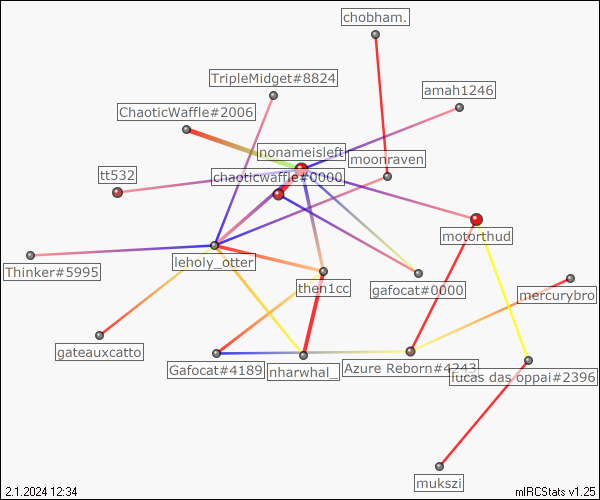 chobham.
TripleMidget#8824
amah1246
ChaoticWaffle#2006
nonameisleft
moonraven
tt532
chaoticwaffle#0000
motorthud
leholy_otter
Thinker#5995
then1cc
gafocat#0000
mercurybro
gateauxcatto
Gafocat#4189
nharwhal_
Azure Reborn#4243
lucas das oppai#2396
mukszi
2.1.2024 12:34
mIRCStats v1.25